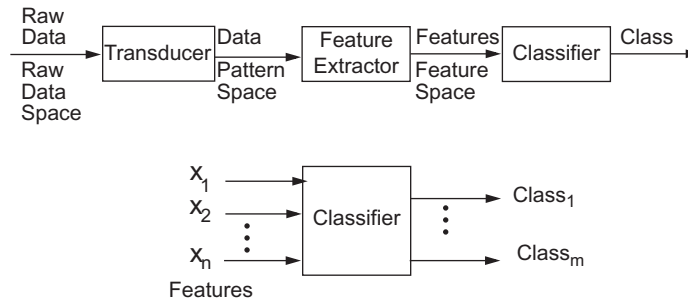 Raw
Data
Raw
Data
Space
Transducer
Data
Pattern
Space
Feature
Extractor
Features
Feature
Space
Classifier
Class
x1
x2
xn
Features
Classifier
Class1
Classm